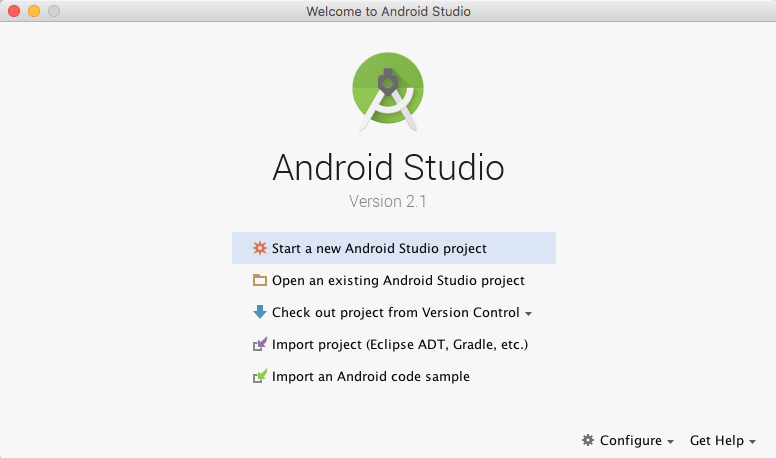 Welcome to Android Studio
Android Studio
Version 2.1
Start a new Android Studio project
Open an existing Android Studio project
Check out project from Version Control
Import project (Eclipse ADT, Gradle, etc.)
Import an Android code sample
Configure Get Help